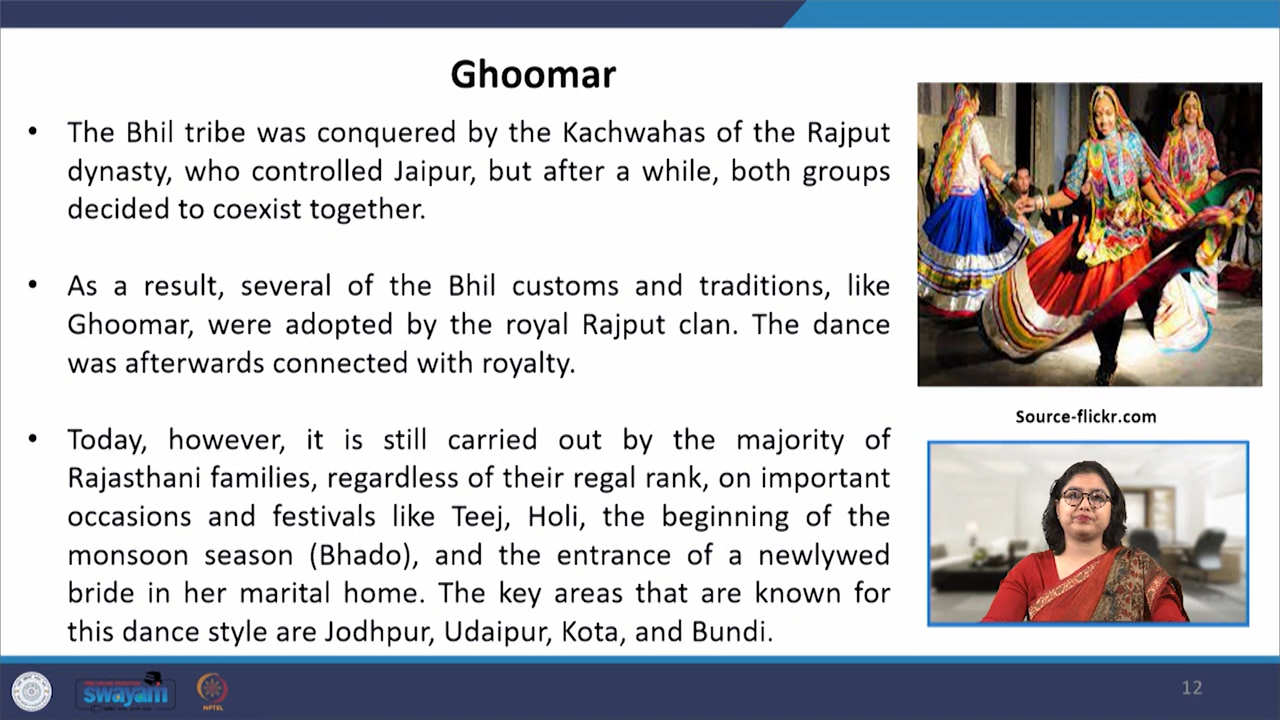 Ghoomar
• The Bhil tribe was conquered by the Kachwahas of the Rajput
dynasty, who controlled Jaipur, but after a while, both groups
decided to coexist together.
• As a result, several of the Bhil customs and traditions, like
Ghoomar, were adopted by the royal Rajput clan. The dance
was afterwards connected with royalty.
• Today, however, it is still carried out by the majority of
Rajasthani families, regardless of their regal rank, on important
occasions and festivals like Teej, Holi, the beginning of the
monsoon season (Bhado), and the entrance of a newlywed
bride in her marital home. The key areas that are known for
this dance style are Jodhpur, Udaipur, Kota, and Bundi.
Source-flickr.com
swayam
NPTEL
12